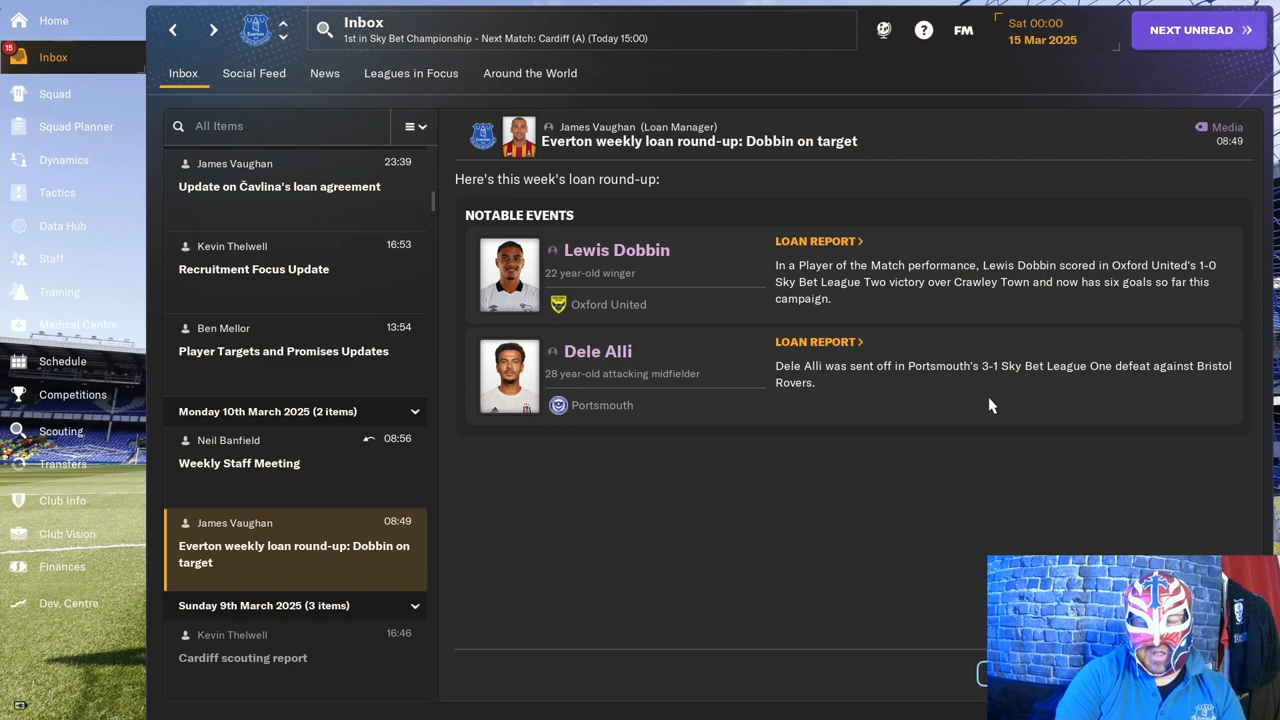 Home
15
Inbox
Squad
Squad Planner
Dynamics
Tactics
Data Hub
Staff
Training
Medical Centre
Schedule
Competitions
Scouting
Transfers
Club Info
Club Vision
Finances
Dev. Centre
Inbox
1st in Sky Bet Championship - Next Match: Cardiff (A) (Today 15:00)
?
FM
Sat 00:00
15 Mar 2025
NEXT UNREAD
Inbox
Social Feed
News
Leagues in Focus
Around the World
All Items
James Vaughan 23:39
Update on Čavlina's loan agreement
Kevin Thelwell 16:53
Recruitment Focus Update
Ben Mellor 13:54
Player Targets and Promises Updates
Monday 10th March 2025 (2 items)
Neil Banfield 08:56
Weekly Staff Meeting
James Vaughan 08:49
Everton weekly loan round-up: Dobbin on
target
Sunday 9th March 2025 (3 items)
Kevin Thelwell 16:46
Cardiff scouting report
James Vaughan (Loan Manager)
Everton weekly loan round-up: Dobbin on target
Media
08:49
Here's this week's loan round-up:
NOTABLE EVENTS
Lewis Dobbin
22 year-old winger
Oxford United
LOAN REPORT
In a Player of the Match performance, Lewis Dobbin scored in Oxford United's 1-0
Sky Bet League Two victory over Crawley Town and now has six goals so far this
campaign.
Dele Alli
28 year-old attacking midfielder
Portsmouth
LOAN REPORT
Dele Alli was sent off in Portsmouth's 3-1 Sky Bet League One defeat against Bristol
Rovers.